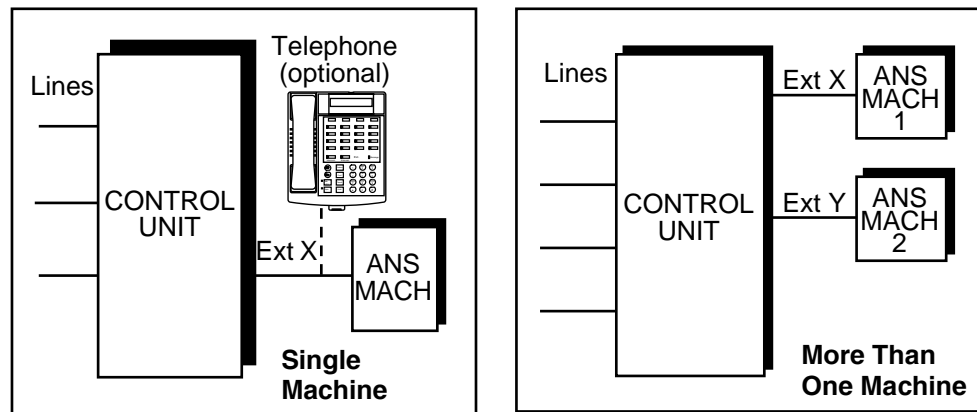 Telephone
(optional)
Lines
CONTROL
UNIT
Ext X
ANS
MACH
Single
Machine
Lines
Ext X
ANS
MACH
1
CONTROL
UNIT
Ext Y
ANS
MACH
2
More Than
One Machine